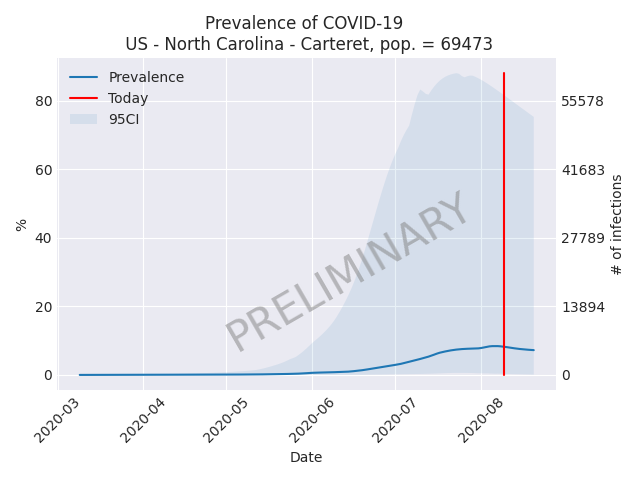 Prevalence of COVID-19
US - North Carolina - Carteret, pop. = 69473
Prevalence
Today
95CI
%
80
60
40
20
0
55578
41683
27789
13894
0
# of infections
PRELIMINARY
2020-03
2020-04
2020-05
2020-06
2020-07
2020-08
Date